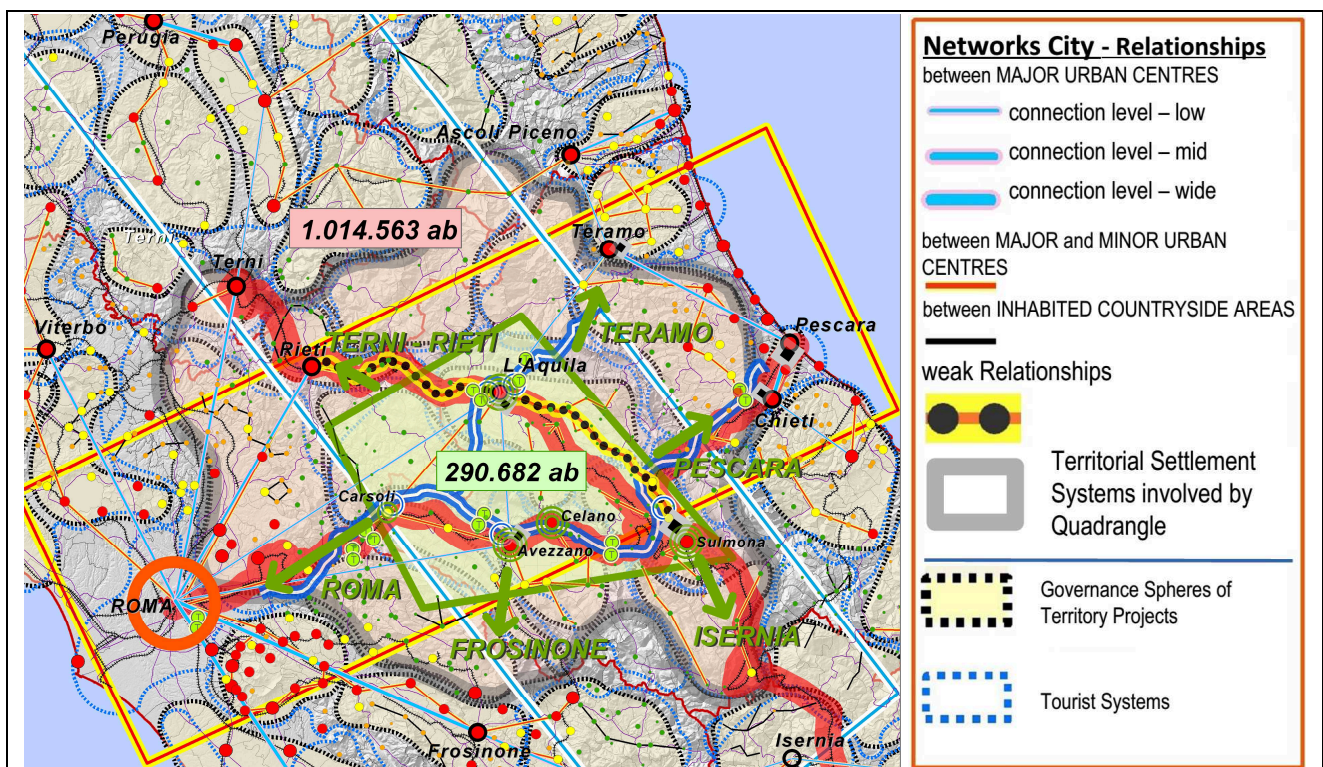 Perugia
Ascoli Piceno
1.014.563 ab
Terni
Teramo
Terni
Viterbo
Pescara
Rieti
TERNI - RIETI
TERAMO
L'Aquila
Chieti
290.682 ab
PESCARA
Carsoli
Celano
Avezzano
Sulmona
ROMA
ROMA
FROSINONE
ISERNIA
Frosinone
Isernia
T
T
T
T
T
T
T
T
T
T
T
T
T
Networks City - Relationships
between MAJOR URBAN CENTRES
connection level – low
connection level – mid
connection level – wide
between MAJOR and MINOR URBAN
CENTRES
between INHABITED COUNTRYSIDE AREAS
weak Relationships
Territorial Settlement
Systems involved by
Quadrangle
Governance Spheres of
Territory Projects
Tourist Systems